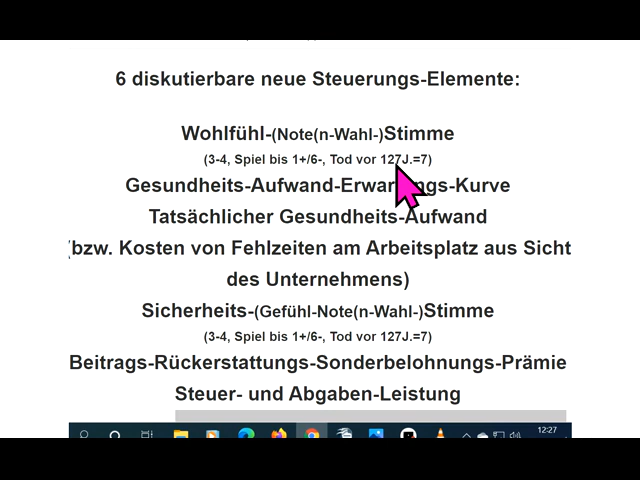 6 diskutierbare neue Steuerungs-Elemente:
Wohlfühl-(Note(n-Wahl-)Stimme
(3-4, Spiel bis 1+/6-, Tod vor 127J.=7)
Gesundheits-Aufwand-Erwartungs-Kurve
Tatsächlicher Gesundheits-Aufwand
(bzw. Kosten von Fehlzeiten am Arbeitsplatz aus Sicht
des Unternehmens)
Sicherheits-(Gefühl-Note(n-Wahl-)Stimme
(3-4, Spiel bis 1+/6-, Tod vor 127J.=7)
Beitrags-Rückerstattungs-Sonderbelohnungs-Prämie
Steuer- und Abgaben-Leistung
12:27